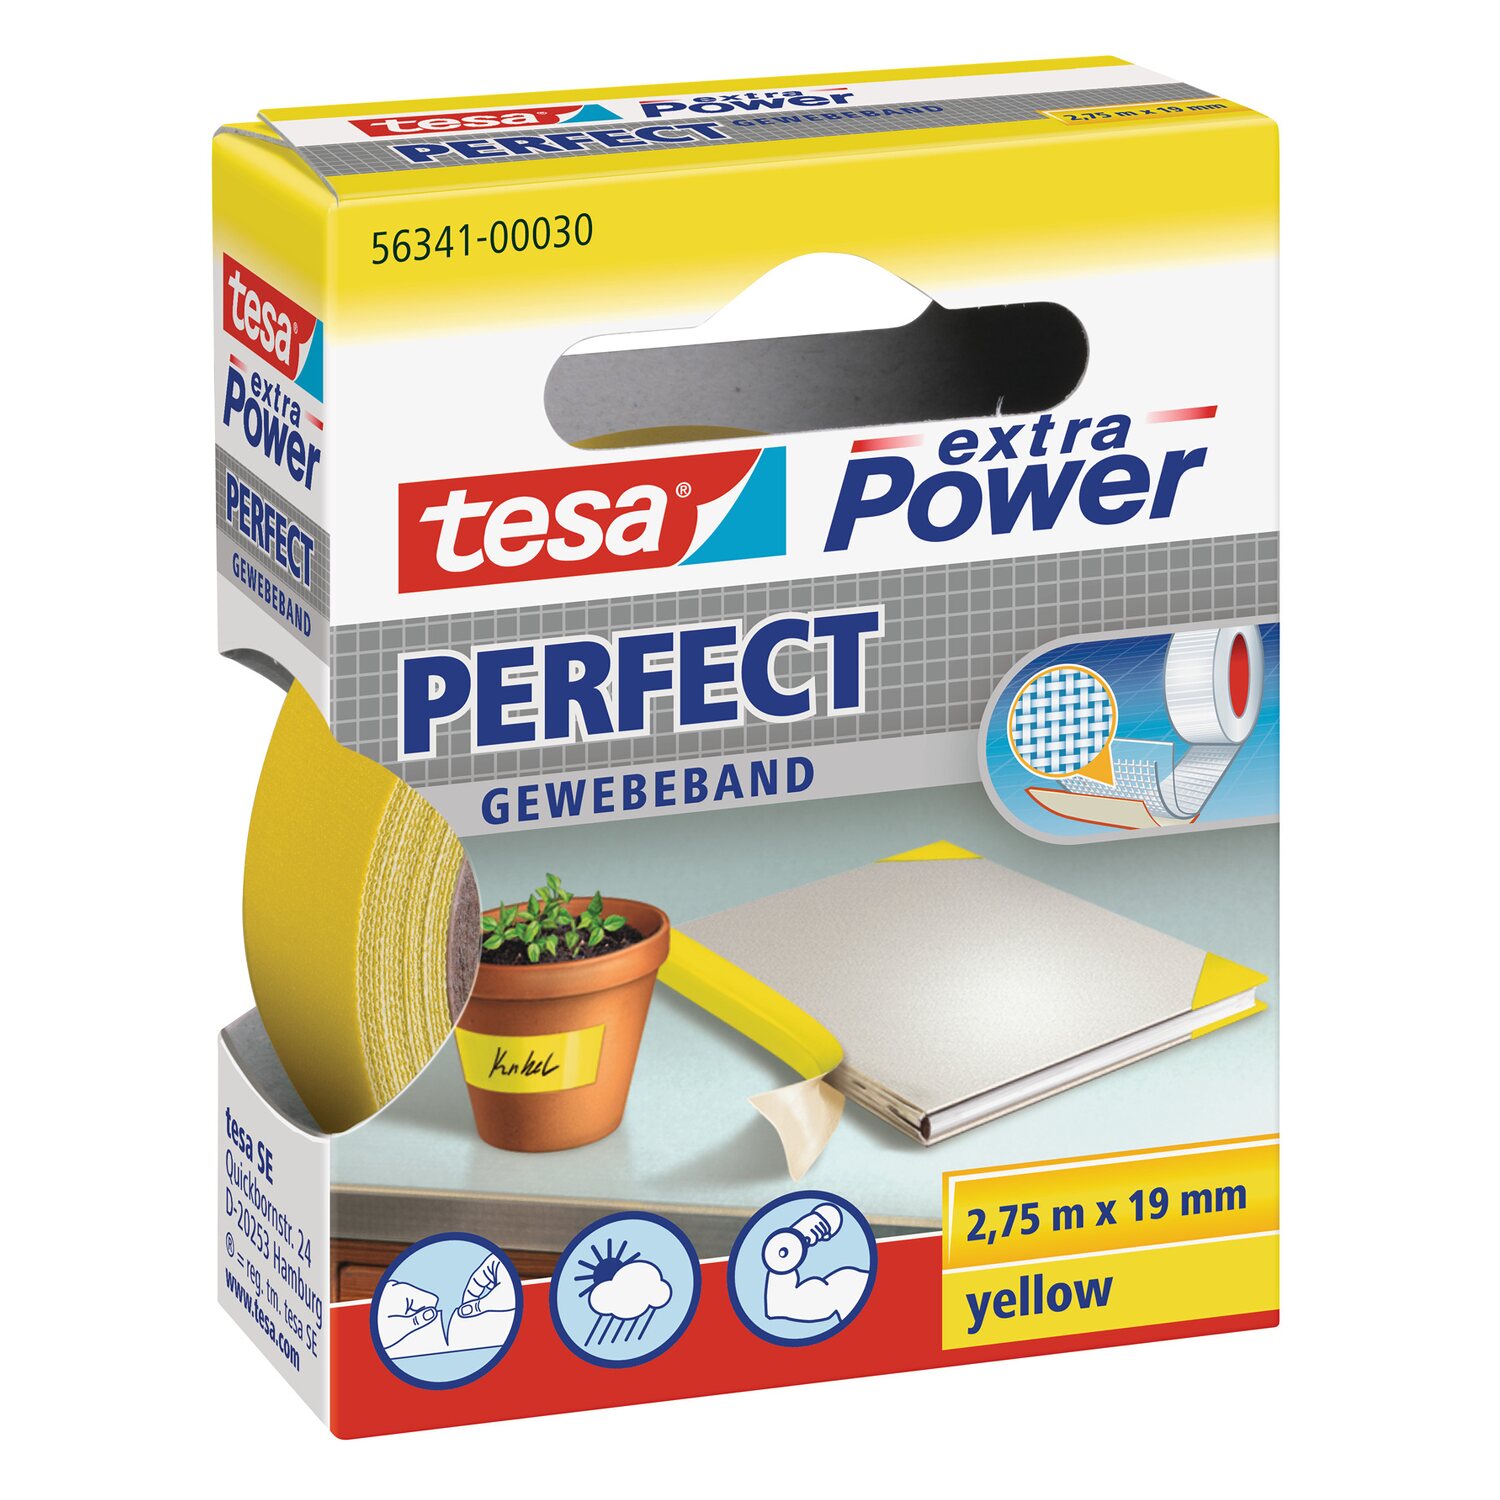 tesa® extra Power
PERFECT GEWEBEBAND
2,75 m x 19 mm
56341-00030
tesa®
extra
Power
PERFECT
GEWEBEBAND
tesa®
extra
Power
PERFECT
GEWEBEBAND
2,75 m x 19 mm
yellow
tesa SE
Quickbornstr. 24
D-20253 Hamburg
® = reg. tm. tesa SE
www.tesa.com